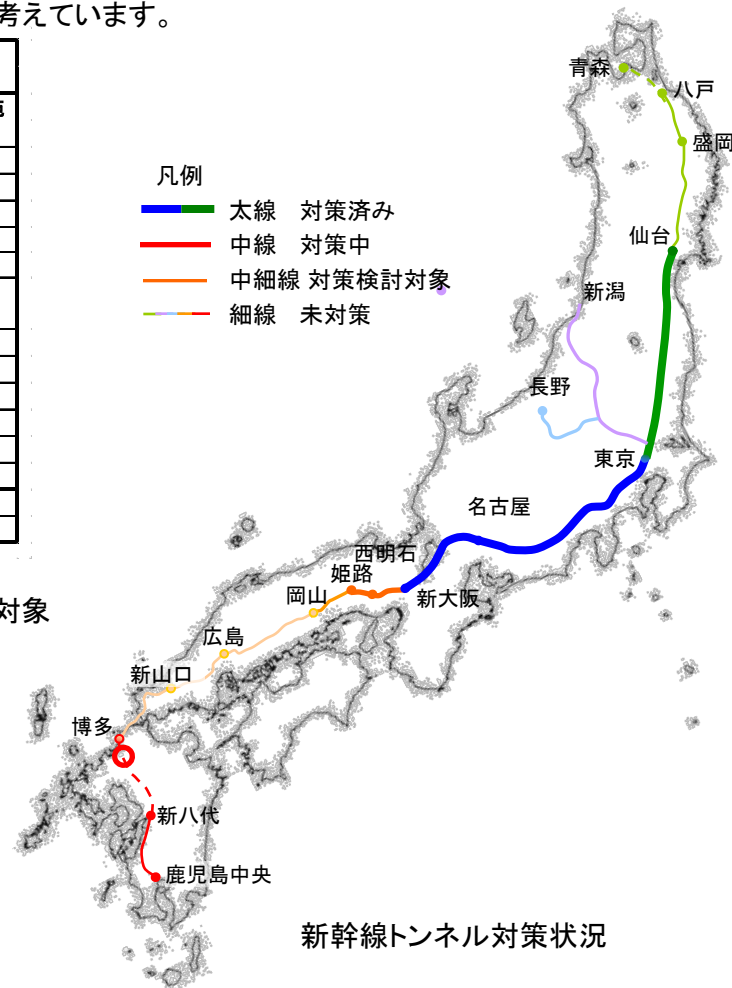 考えています。
凡例
太線 対策済み
中線 対策中
中細線 対策検討対象
細線 未対策
青森
八戸
盛岡
仙台
新潟
長野
東京
名古屋
西明石
姫路
新大阪
岡山
対象
広島
新山口
博多
新八代
鹿児島中央
新幹線トンネル対策状況